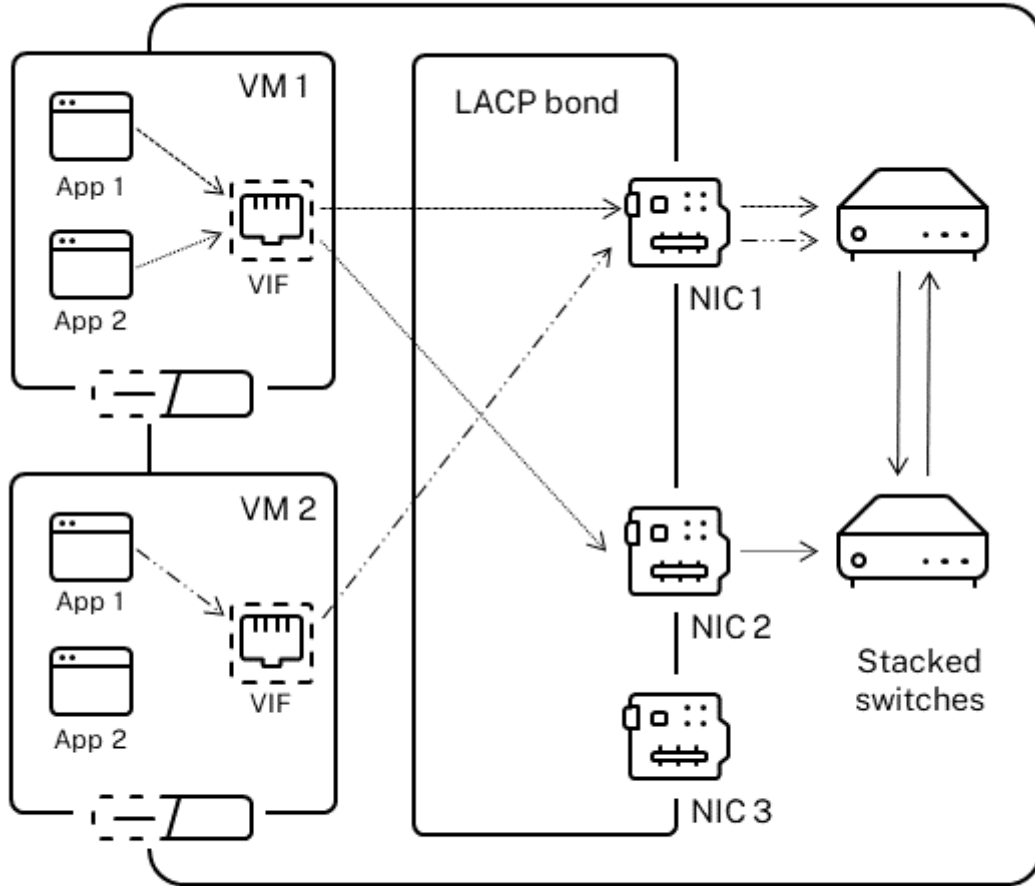 VM 1
App 1
App 2
VIF
LACP bond
NIC 1
NIC 2
NIC 3
VM 2
App 1
App 2
VIF
Stacked
switches